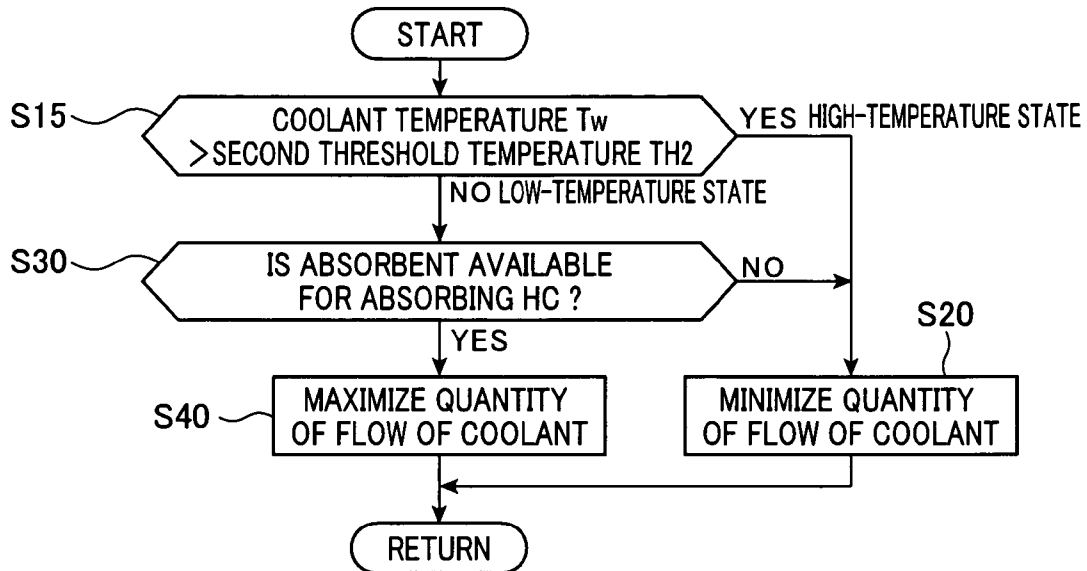 START
S15
COOLANT TEMPERATURE Tw
>SECOND THRESHOLD TEMPERATURE TH2
YES HIGH-TEMPERATURE STATE
NO LOW-TEMPERATURE STATE
S30
IS ABSORBENT AVAILABLE
FOR ABSORBING HC ?
NO
YES
S20
S40
MAXIMIZE QUANTITY
OF FLOW OF COOLANT
MINIMIZE QUANTITY
OF FLOW OF COOLANT
RETURN